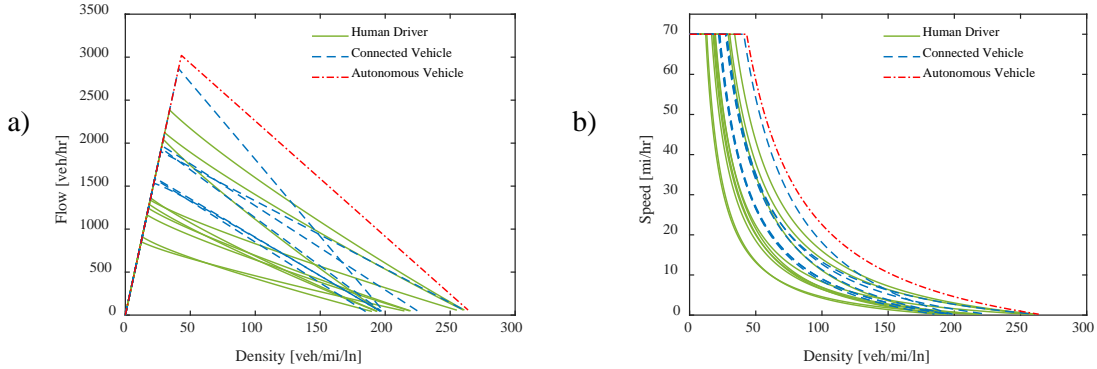 a)
Flow [veh/hr]
3500
3000
2500
2000
1500
1000
500
0
0 50 100 150 200 250 300
Density [veh/mi/ln]
Human Driver
Connected Vehicle
Autonomous Vehicle
b)
Speed [mi/hr]
70
60
50
40
30
20
10
0
0 50 100 150 200 250 300
Density [veh/mi/ln]
Human Driver
Connected Vehicle
Autonomous Vehicle